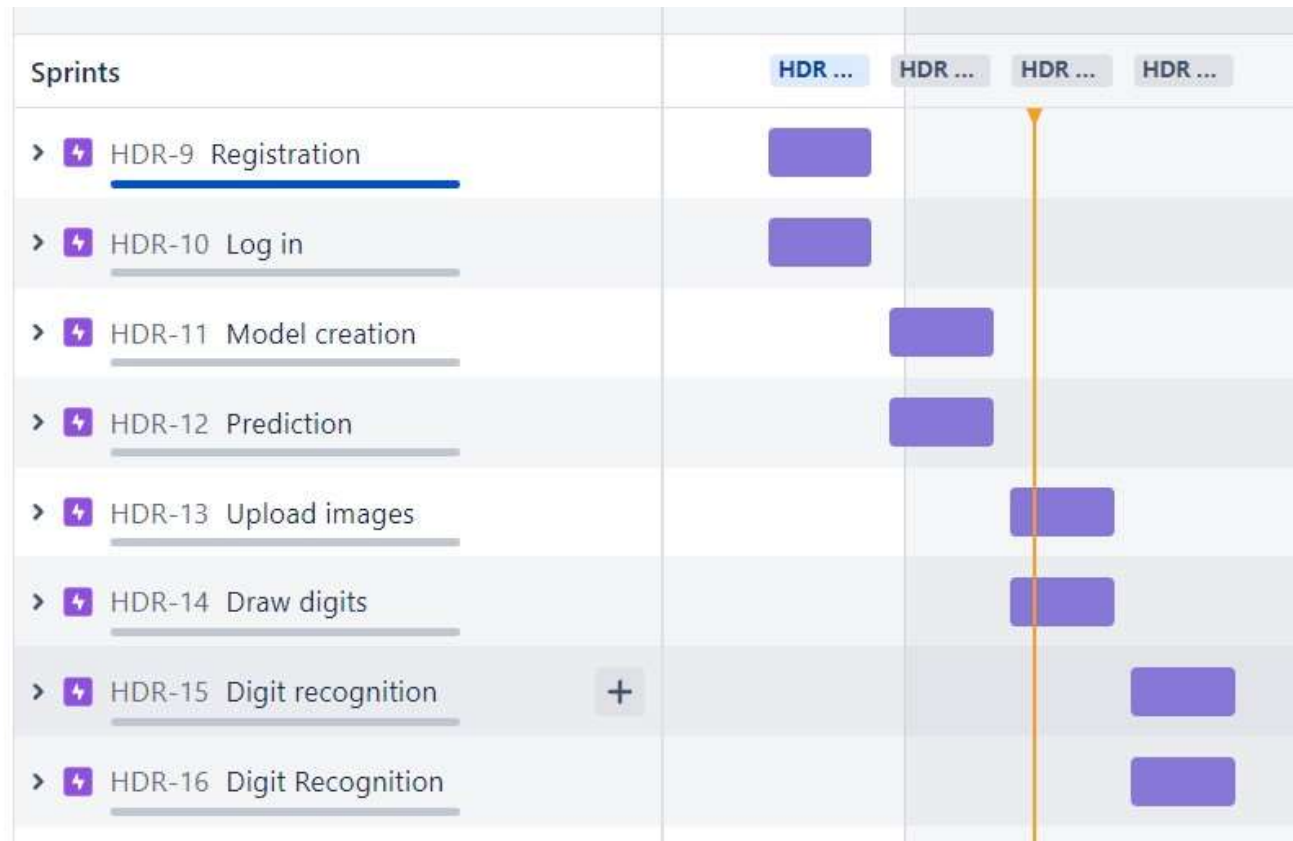 Sprints HDR ... HDR ... HDR ... HDR ...
HDR-9 Registration
HDR-10 Log in
HDR-11 Model creation
HDR-12 Prediction
HDR-13 Upload images
HDR-14 Draw digits
HDR-15 Digit recognition +
HDR-16 Digit Recognition